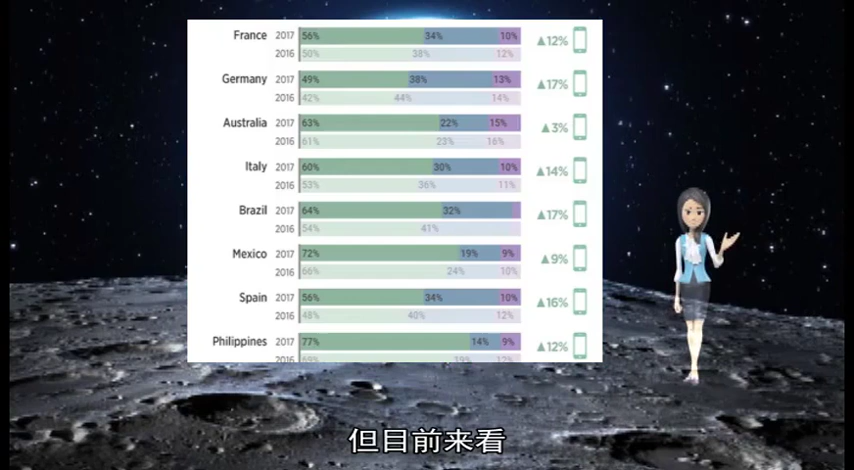 France 2017 56% 34% 10% ▲12%
2016 50% 38% 12%
Germany 2017 49% 38% 13% ▲17%
2016 42% 44% 14%
Australia 2017 63% 22% 15% ▲3%
2016 61% 23% 16%
Italy 2017 60% 30% 10% ▲14%
2016 53% 36% 11%
Brazil 2017 64% 32% ▲17%
2016 54% 41%
Mexico 2017 72% 19% 9% ▲9%
2016 66% 24% 10%
Spain 2017 56% 34% 10% ▲16%
2016 48% 40% 12%
Philippines 2017 77% 14% 9% ▲12%
2016 69% 19% 12%
但目前来看